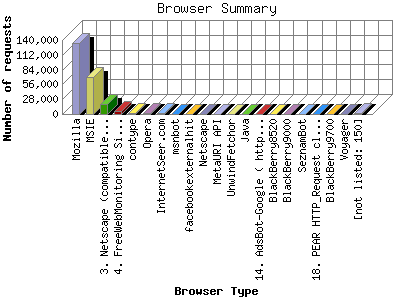 Browser Summary
Number of requests
140,000
112,000
84,000
56,000
28,000
0
Mozilla
MSIE
3. Netscape (compatible...
4. FreeWebMonitoring Si...
contype
Opera
InternetSeer.com
msnbot
facebookexternalhit
Netscape
MetaURI API
UnwindFetchor
Java
14. AdsBot-Google ( http...
BlackBerry8520
BlackBerry9000
SeznamBot
18. PEAR HTTP_Request cl...
BlackBerry9700
Voyager
[not listed: 150]
Browser Type